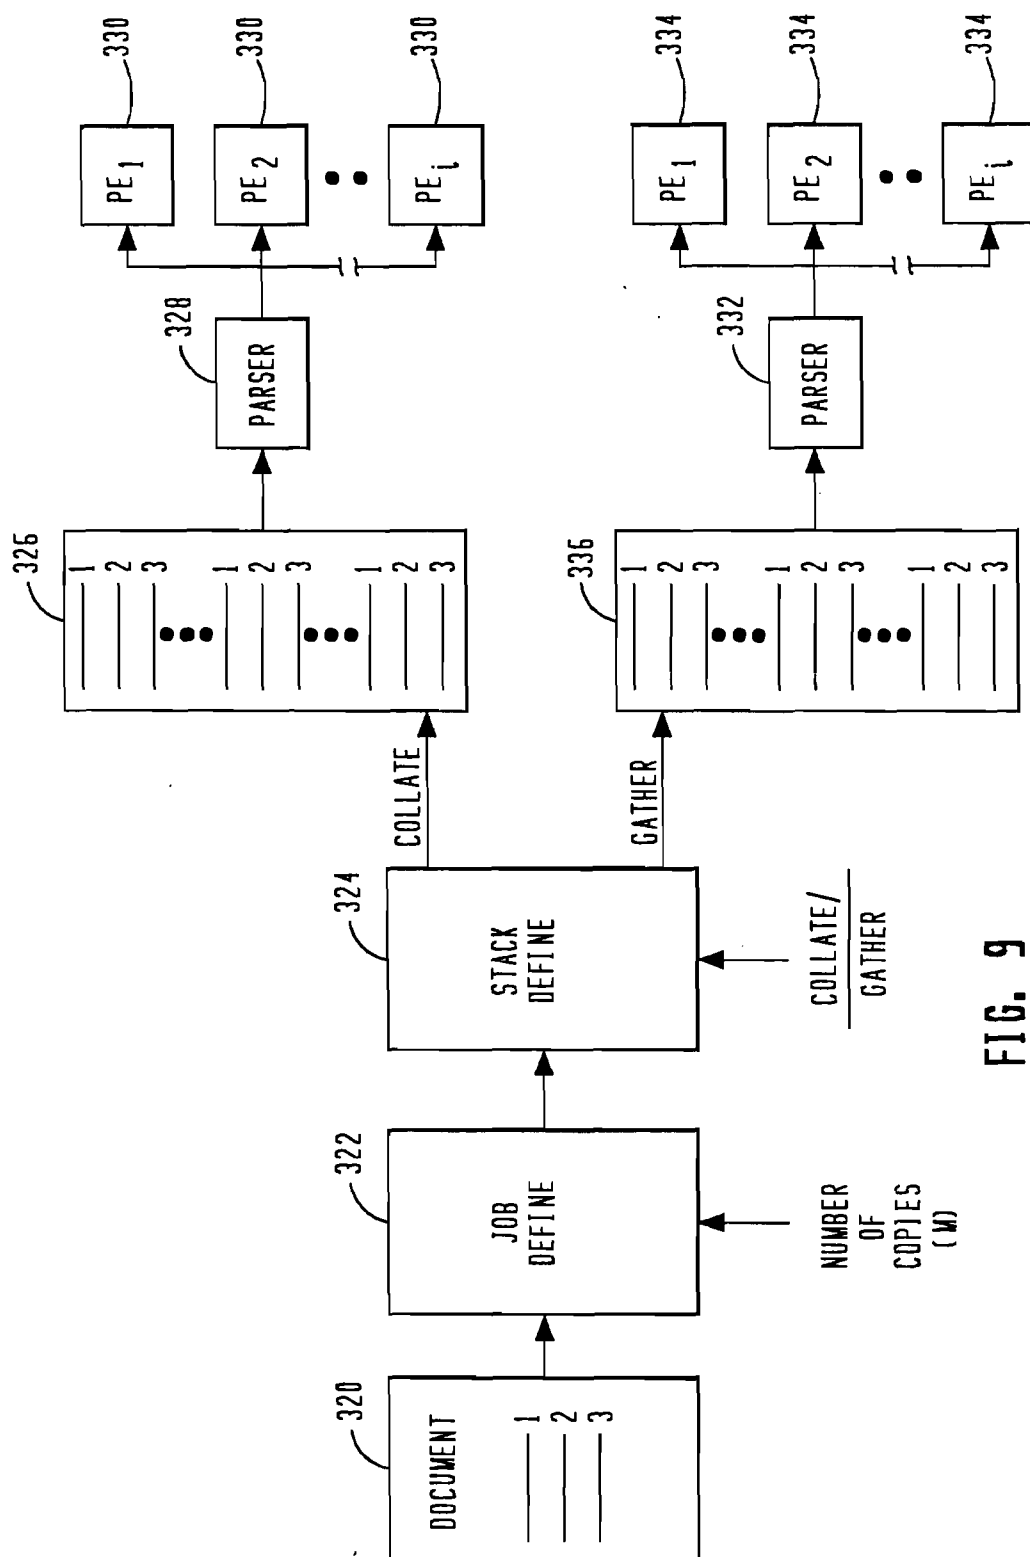 320
DOCUMENT
1
2
3
322
JOB
DEFINE
NUMBER
OF
COPIES
(M)
324
STACK
DEFINE
COLLATE/
GATHER
COLLATE
GATHER
326
1
2
3
1
2
3
1
2
3
328
PARSER
PE1
330
PE2
330
PEi
330
336
1
2
3
1
2
3
1
2
3
332
PARSER
PE1
334
PE2
334
PEi
334
FIG. 9